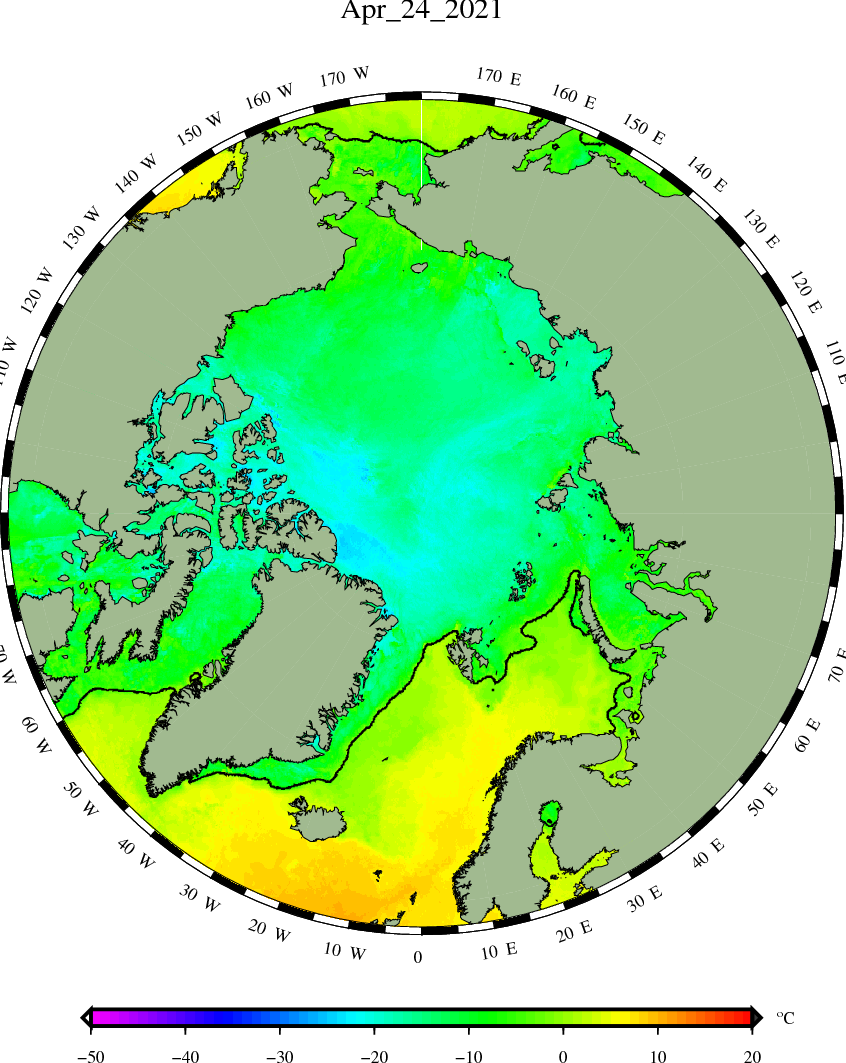 Apr_24_2021
170 W
170 E
160 W
160 E
150 W
150 E
140 W
140 E
130 W
130 E
120 W
120 E
10 W
110 E
70 W
70 E
60 W
60 E
50 W
50 E
40 W
40 E
30 W
30 E
20 W
20 E
10 W
10 E
0
°C
−50 −40 −30 −20 −10 0 10 20